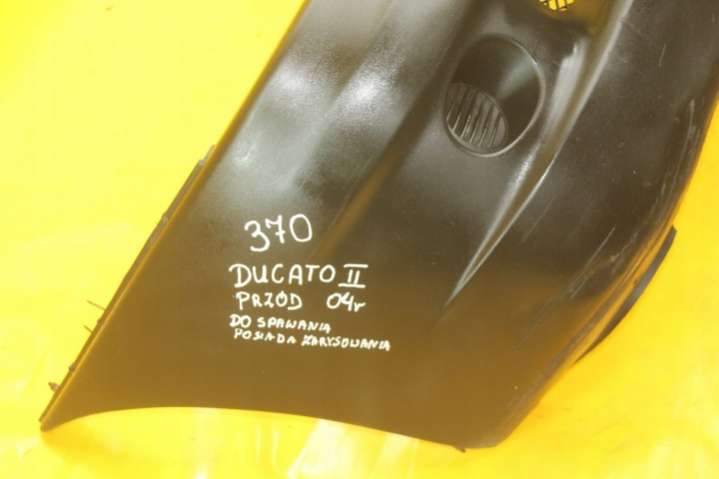 370
DUCATO II
PRZÓD 04r
DO SPAWANIA
POSIADA ZARYSOWANIA